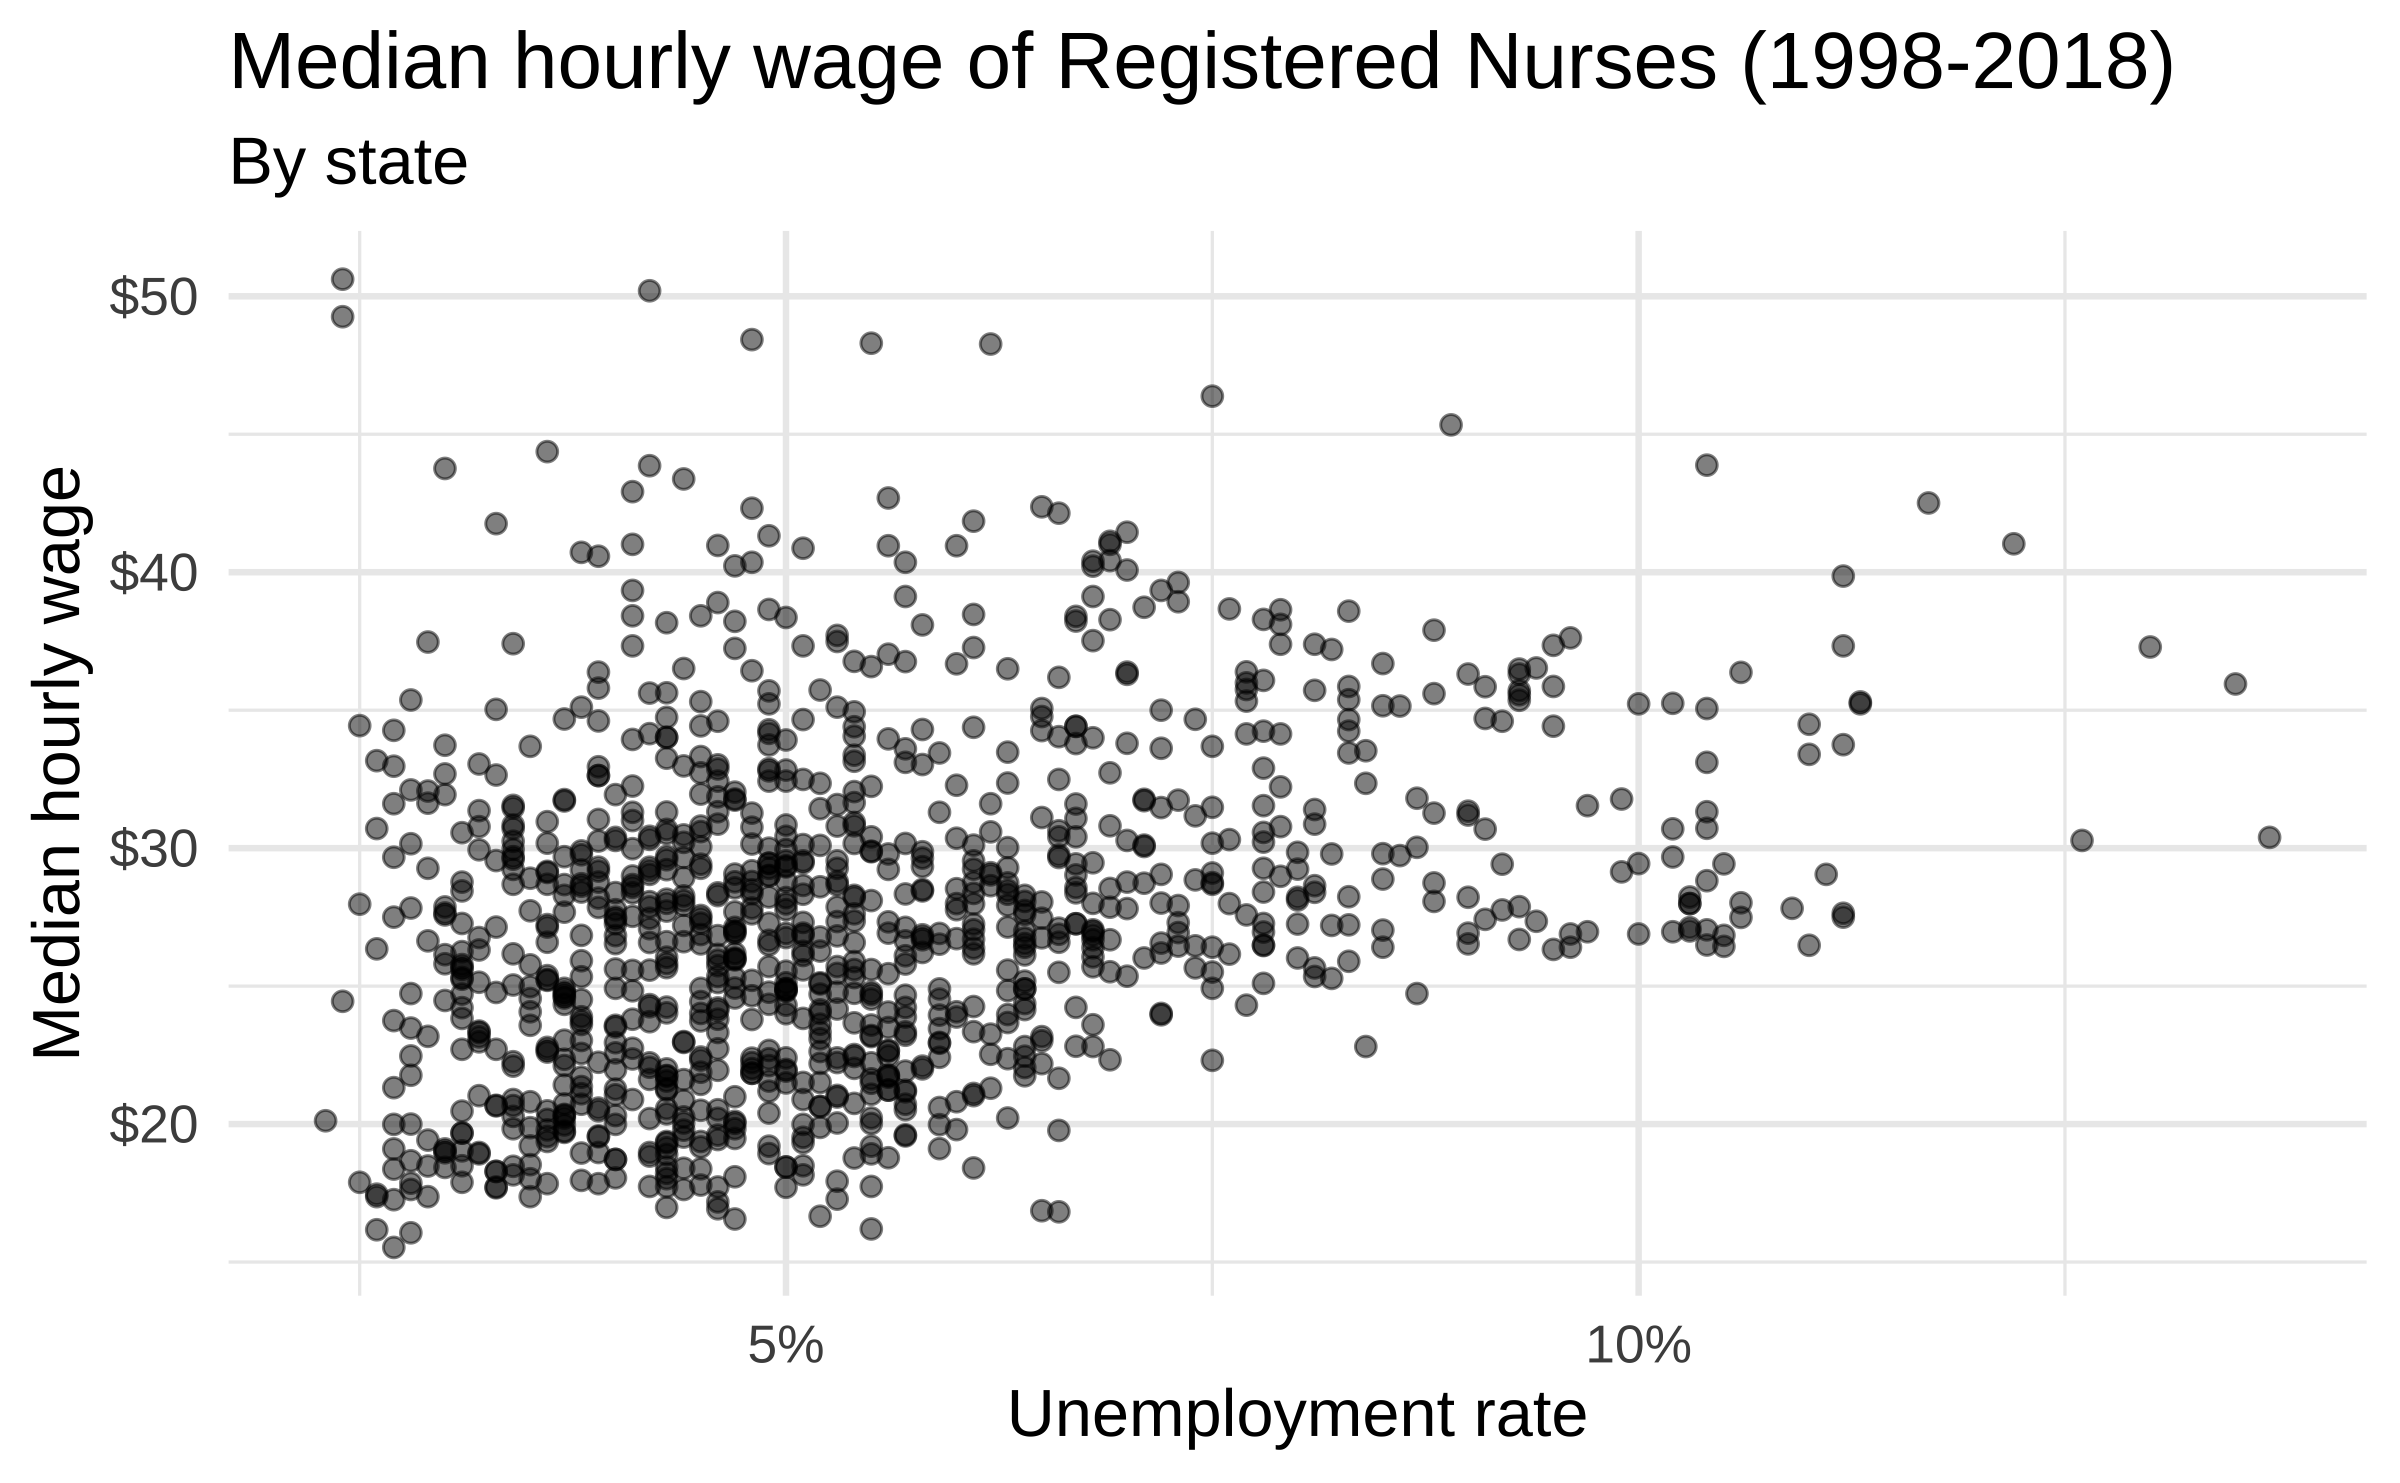 Median hourly wage of Registered Nurses (1998-2018)
By state
Median hourly wage
$50
$40
$30
$20
5%
10%
Unemployment rate